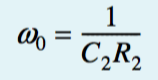 ω₀ = 1 / (C₂R₂)